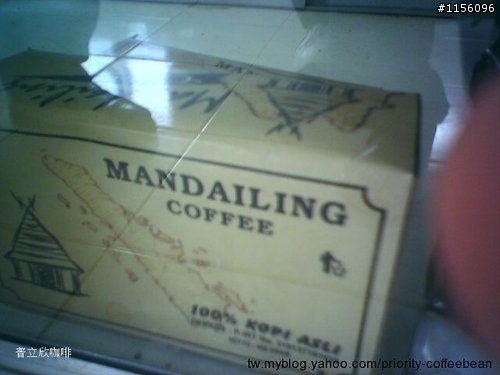 #1156096
MANDAILING
COFFEE
100% KOPI ASLI
普立欣咖啡
tw.myblog.yahoo.com/priority-coffeebean